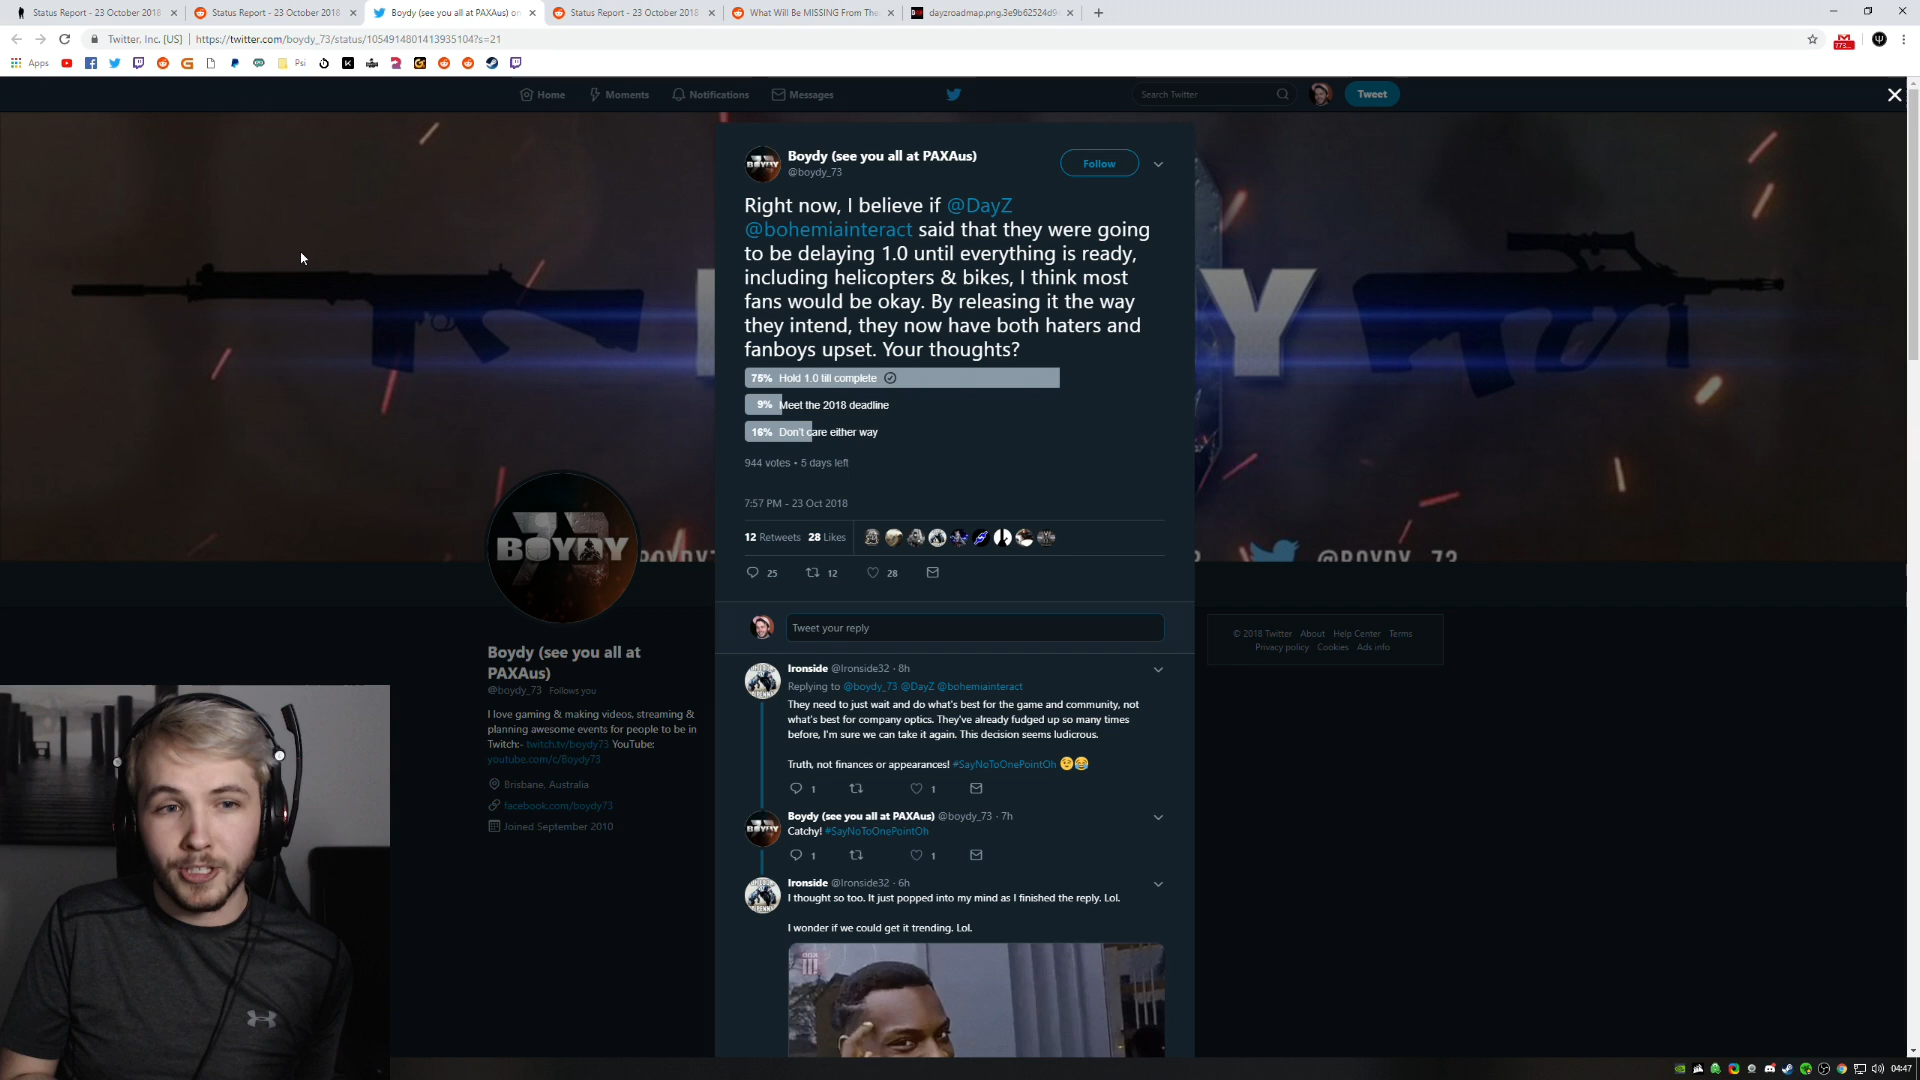 Status Report - 23 October 2018
Status Report - 23 October 2018
Boydy (see you all at PAXAus) on
Status Report - 23 October 2018
What Will Be MISSING From The
dayzroadmap.png.3e9b62524d9
Twitter, Inc. [US]
https://twitter.com/boydy_73/status/1054914801413935104?s=21
Apps
Psi
Home
Moments
Notifications
Messages
Search Twitter
Tweet
Boydy (see you all at PAXAus)
@boydy_73
Follow
Right now, I believe if @DayZ
@bohemiainteract said that they were going
to be delaying 1.0 until everything is ready,
including helicopters & bikes, I think most
fans would be okay. By releasing it the way
they intend, they now have both haters and
fanboys upset. Your thoughts?
75% Hold 1.0 till complete
9% Meet the 2018 deadline
16% Don't care either way
944 votes • 5 days left
7:57 PM - 23 Oct 2018
12 Retweets 28 Likes
25 12 28
Tweet your reply
BOYDY
@BOYDY_73
Boydy (see you all at
PAXAus)
@boydy_73 Follows you
I love gaming & making videos, streaming &
planning awesome events for people to be in
Twitch:- twitch.tv/boydy73 YouTube:
youtube.com/c/Boydy73
Brisbane, Australia
facebook.com/boydy73
Joined September 2010
© 2018 Twitter About Help Center Terms
Privacy policy Cookies Ads info
Ironside @Ironside32 · 8h
Replying to @boydy_73 @DayZ @bohemiainteract
They need to just wait and do what's best for the game and community, not
what's best for company optics. They've already fudged up so many times
before, I'm sure we can take it again. This decision seems ludicrous.
Truth, not finances or appearances! #SayNoToOnePointOh
1 1
Boydy (see you all at PAXAus) @boydy_73 · 7h
Catchy! #SayNoToOnePointOh
1 1
Ironside @Ironside32 · 6h
I thought so too. It just popped into my mind as I finished the reply. Lol.
I wonder if we could get it trending. Lol.
04:47